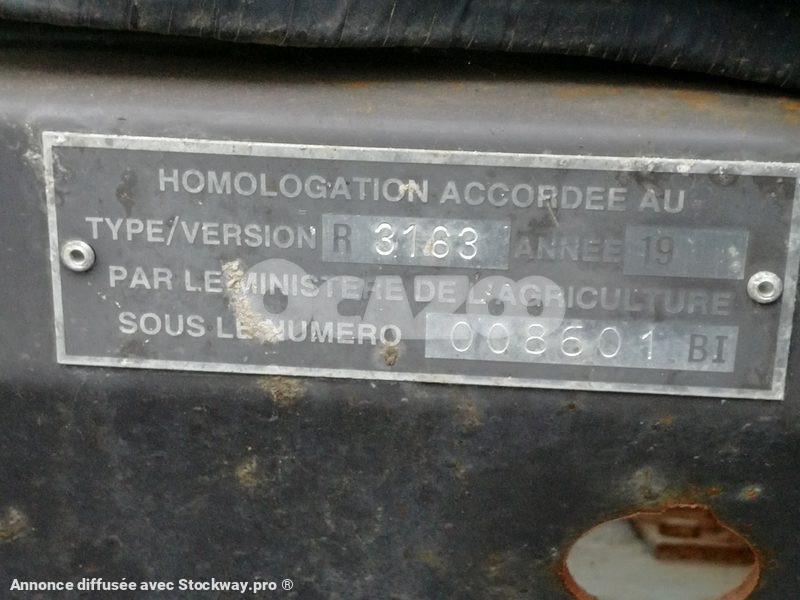 HOMOLOGATION ACCORDEE AU
TYPE/VERSION R 3163 ANNEE 19
PAR LE MINISTERE DE L'AGRICULTURE
SOUS LE NUMERO 008601 BI
OCAZOO
Annonce diffusée avec Stockway.pro ®